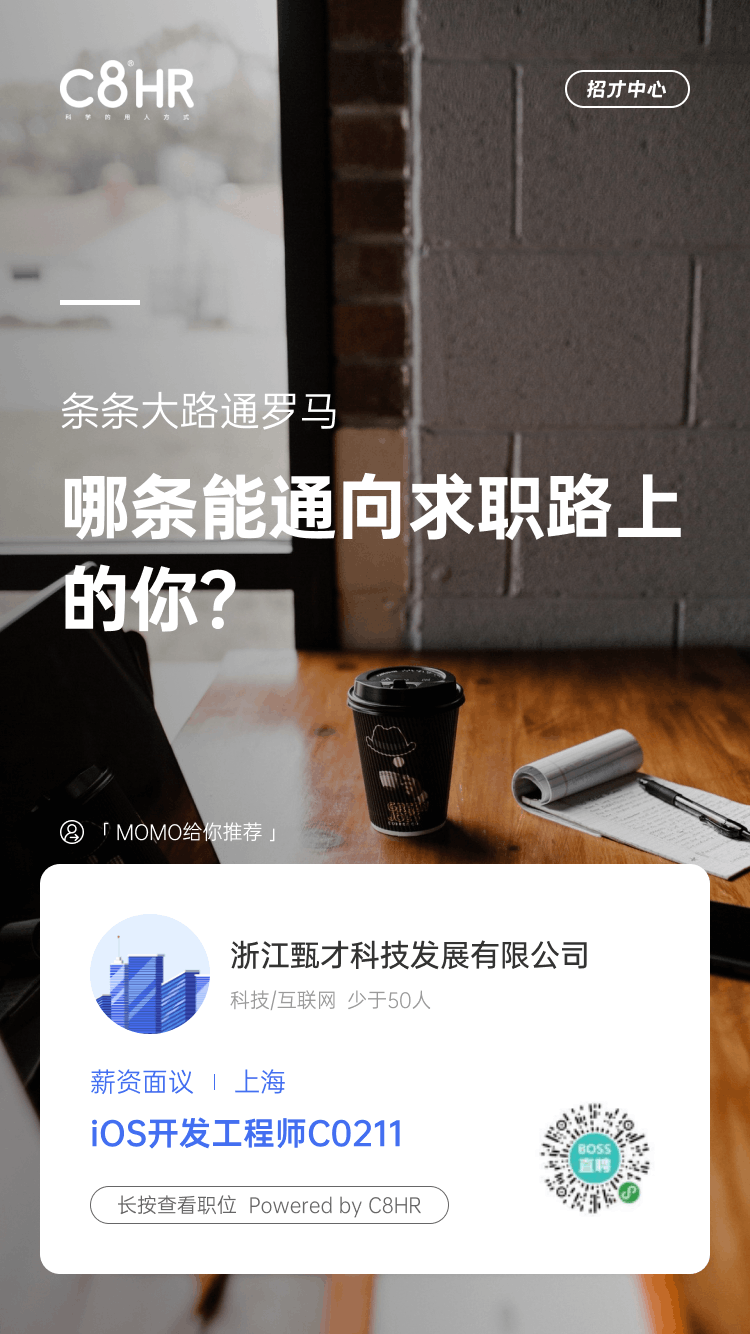 C8HR®
科学的用人方式
招才中心
条条大路通罗马
哪条能通向求职路上
的你?
「 MOMO给你推荐 」
浙江甄才科技发展有限公司
科技/互联网 少于50人
薪资面议 | 上海
iOS开发工程师C0211
BOSS
直聘
长按查看职位 Powered by C8HR